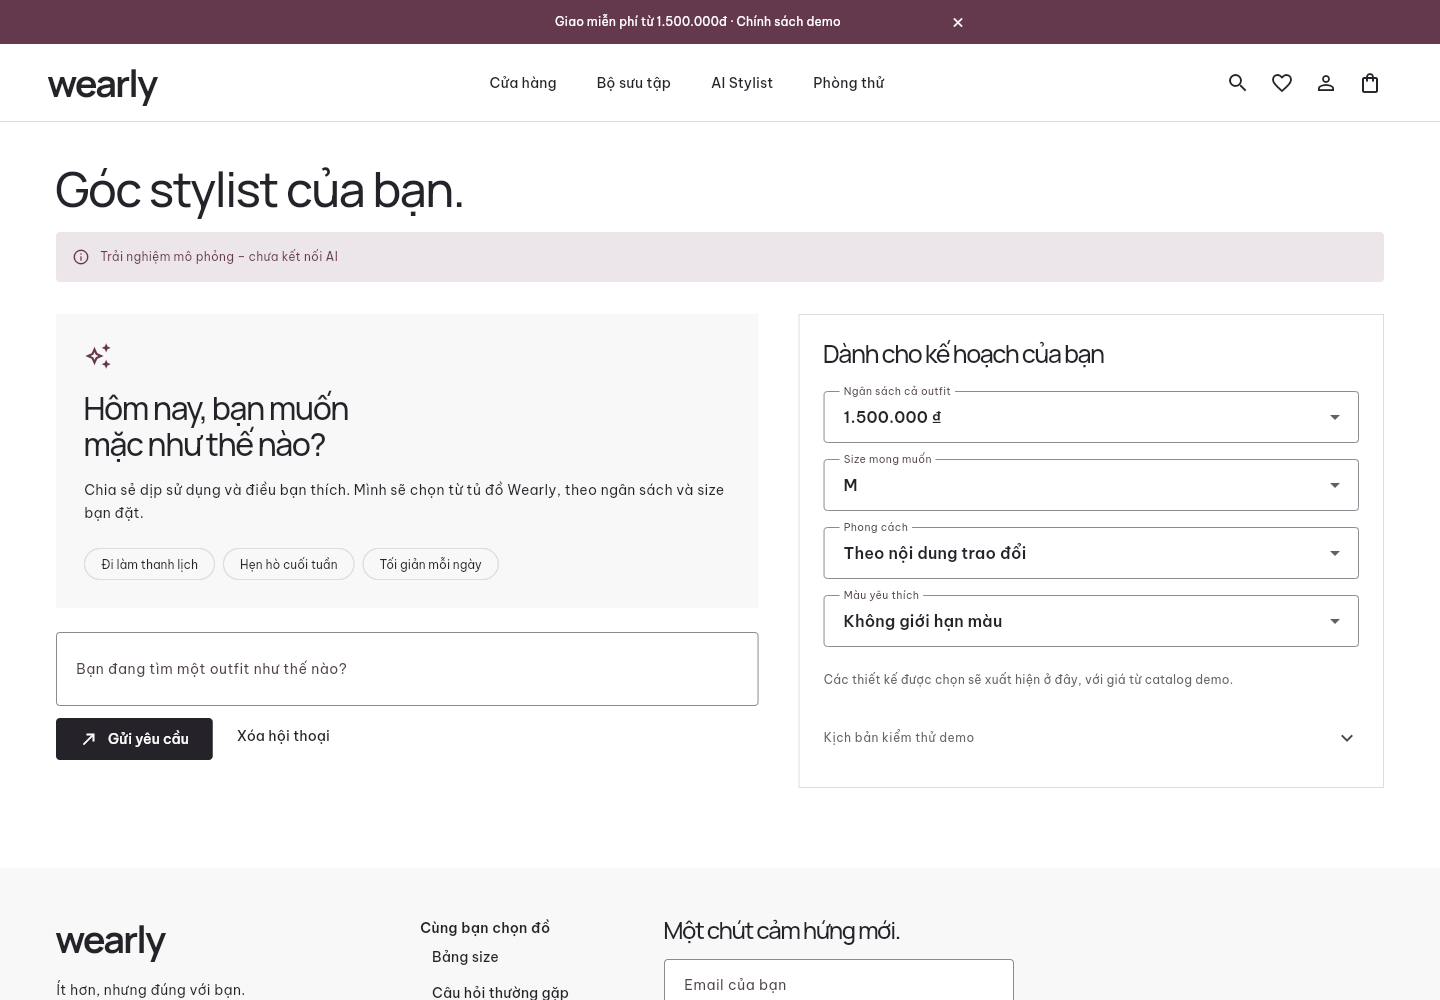 Giao miễn phí từ 1.500.000đ · Chính sách demo
wearly
Cửa hàng
Bộ sưu tập
AI Stylist
Phòng thử
Góc stylist của bạn.
Trải nghiệm mô phỏng – chưa kết nối AI
Hôm nay, bạn muốn
mặc như thế nào?
Chia sẻ dịp sử dụng và điều bạn thích. Mình sẽ chọn từ tủ đồ Wearly, theo ngân sách và size
bạn đặt.
Đi làm thanh lịch
Hẹn hò cuối tuần
Tối giản mỗi ngày
Bạn đang tìm một outfit như thế nào?
Gửi yêu cầu
Xóa hội thoại
Dành cho kế hoạch của bạn
Ngân sách cả outfit
1.500.000 ₫
Size mong muốn
M
Phong cách
Theo nội dung trao đổi
Màu yêu thích
Không giới hạn màu
Các thiết kế được chọn sẽ xuất hiện ở đây, với giá từ catalog demo.
Kịch bản kiểm thử demo
wearly
Ít hơn, nhưng đúng với bạn.
Cùng bạn chọn đồ
Bảng size
Câu hỏi thường gặp
Một chút cảm hứng mới.
Email của bạn